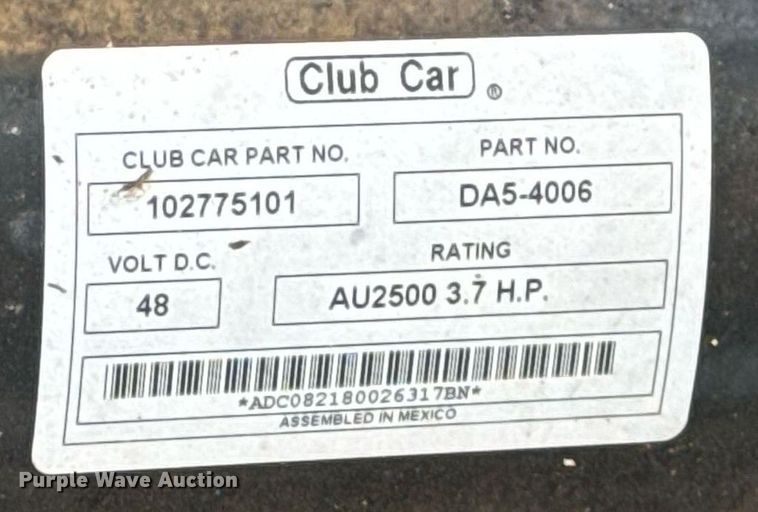 Club Car ®
CLUB CAR PART NO. PART NO.
102775101 DA5-4006
VOLT D.C. RATING
48 AU2500 3.7 H.P.
*ADC082180026317BN*
ASSEMBLED IN MEXICO
Purple Wave Auction